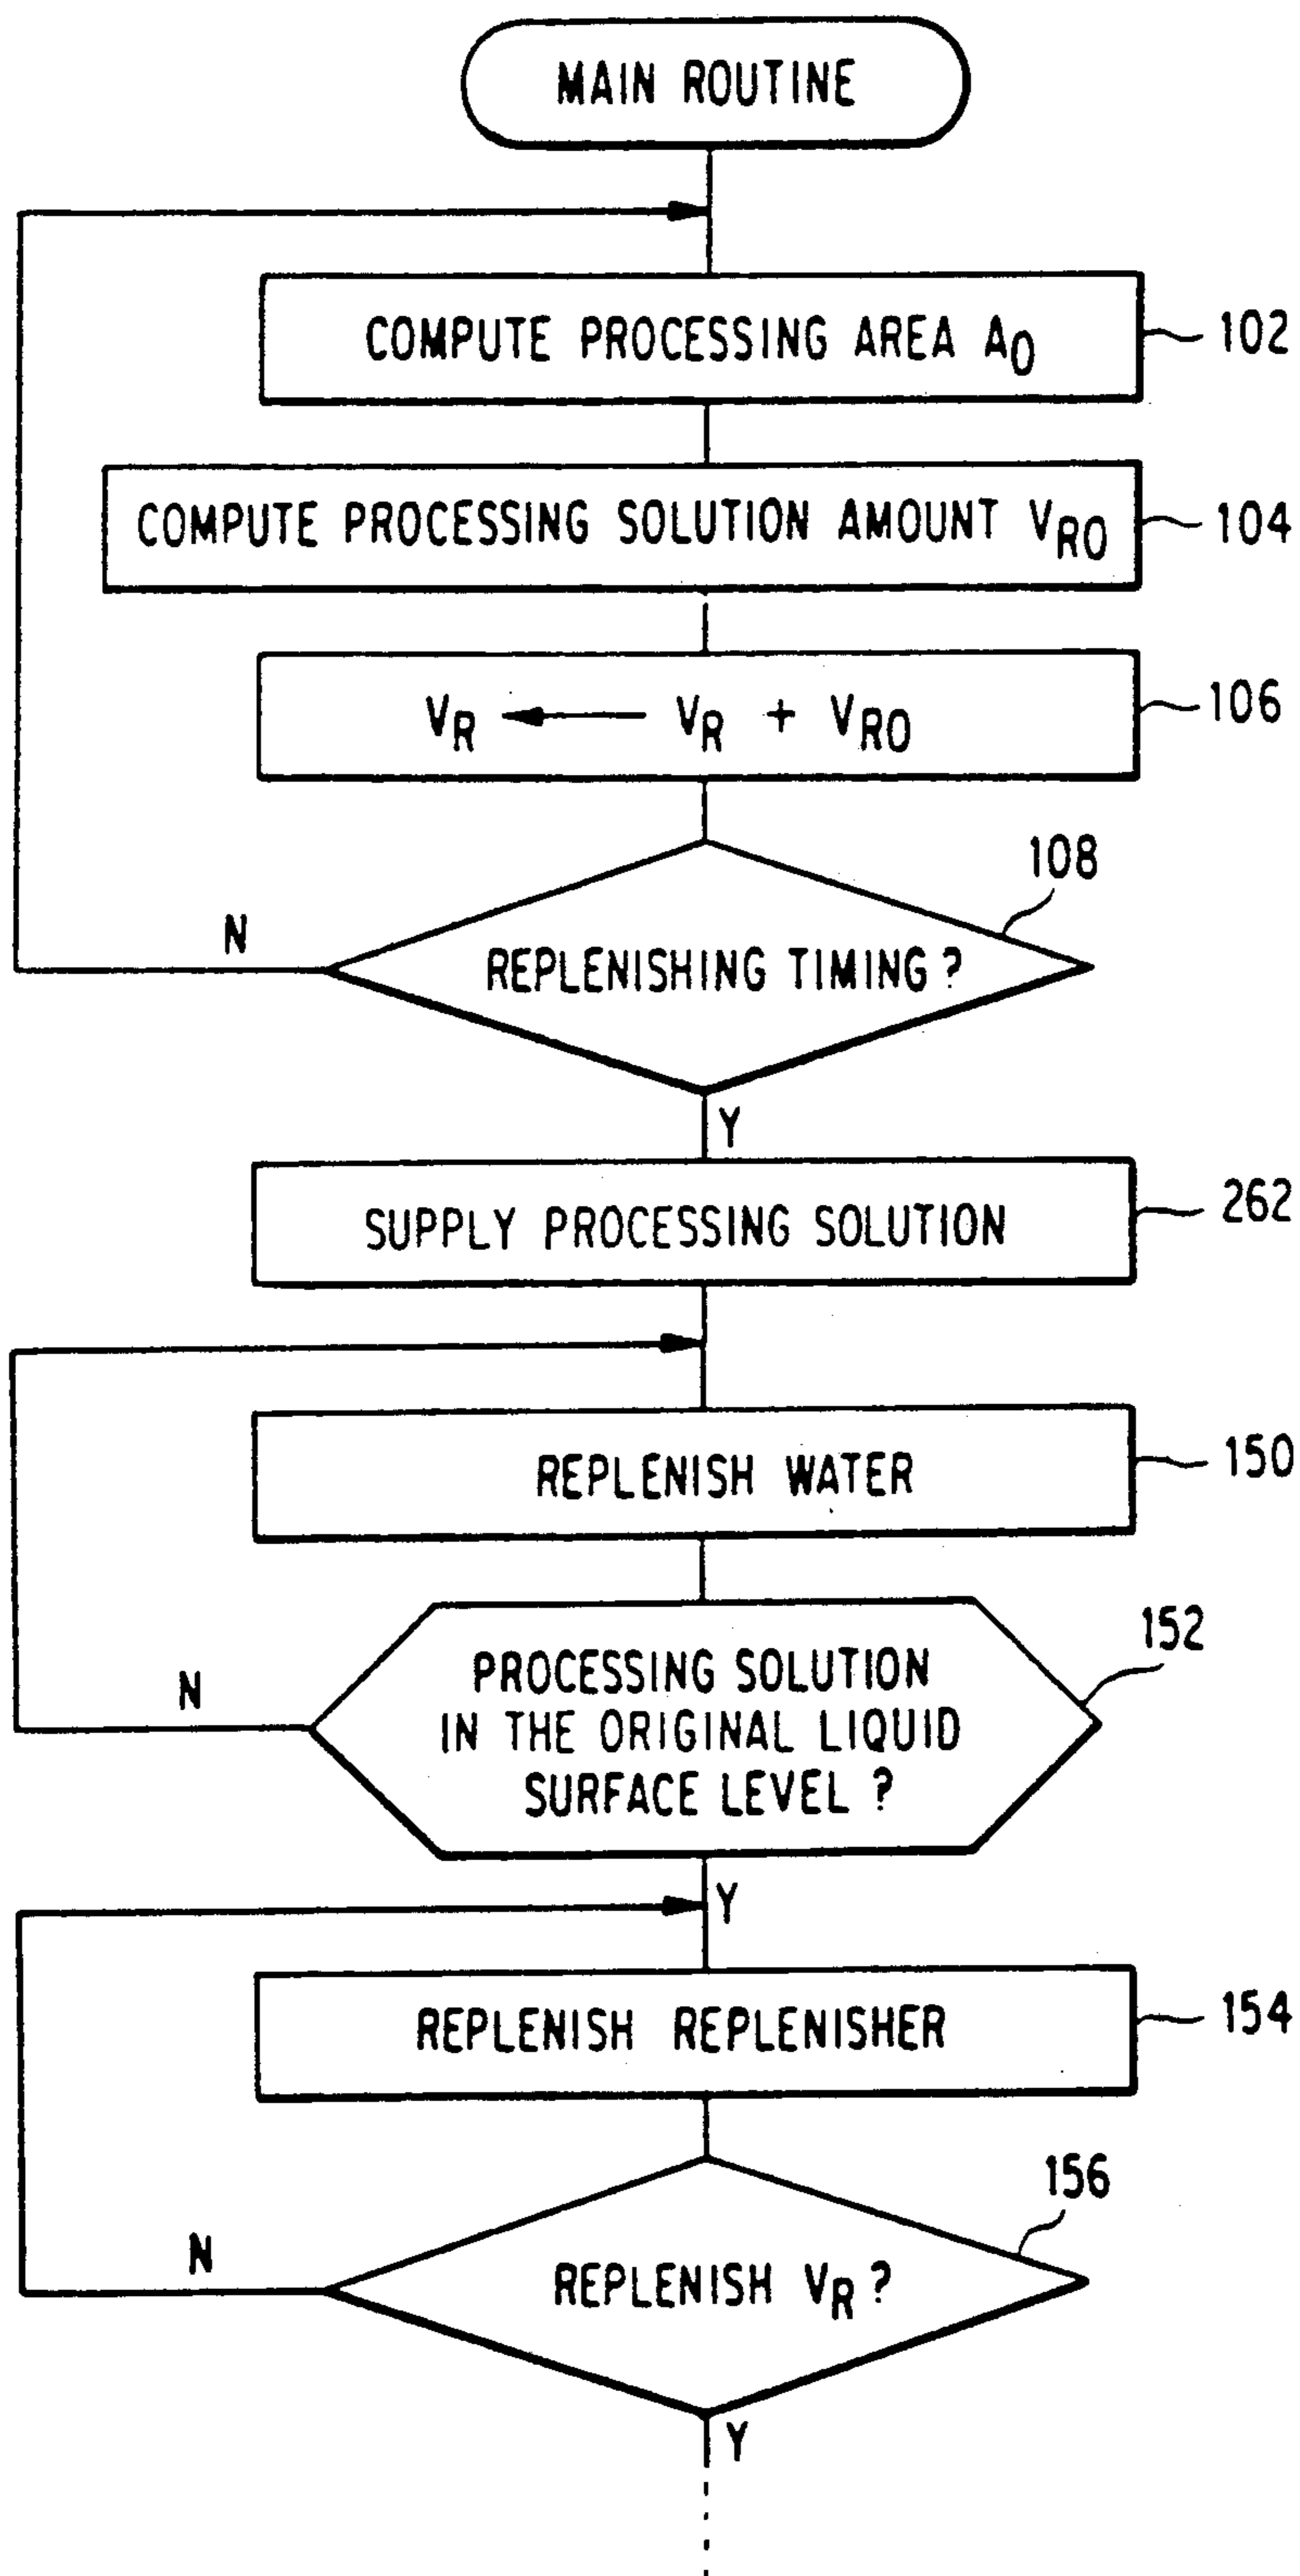 MAIN ROUTINE
COMPUTE PROCESSING AREA A0
102
COMPUTE PROCESSING SOLUTION AMOUNT VRO
104
VR ← VR + VRO
106
108
N
REPLENISHING TIMING ?
Y
SUPPLY PROCESSING SOLUTION
262
REPLENISH WATER
150
152
N
PROCESSING SOLUTION
IN THE ORIGINAL LIQUID
SURFACE LEVEL ?
Y
REPLENISH REPLENISHER
154
156
N
REPLENISH VR ?
Y